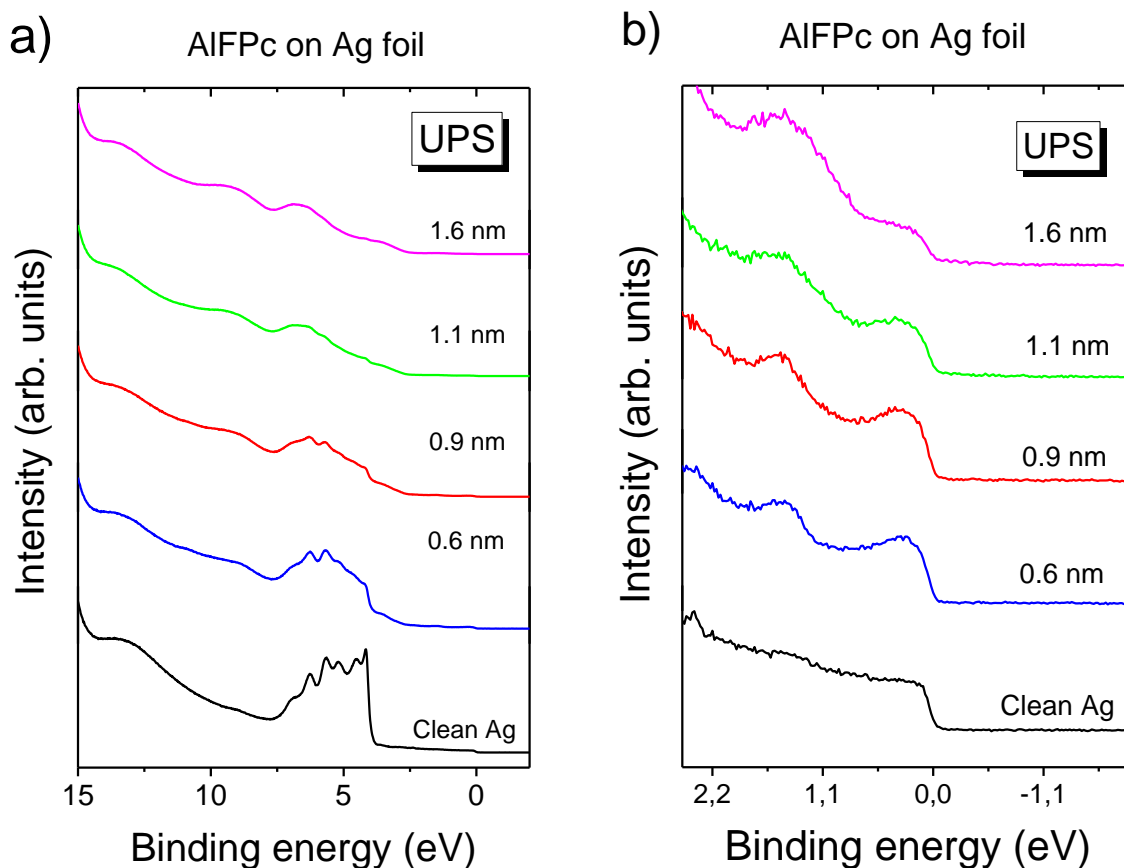 a)
AlFPc on Ag foil
UPS
1.6 nm
1.1 nm
0.9 nm
0.6 nm
Clean Ag
Intensity (arb. units)
15 10 5 0
Binding energy (eV)
b)
AlFPc on Ag foil
UPS
1.6 nm
1.1 nm
0.9 nm
0.6 nm
Clean Ag
Intensity (arb. units)
2,2 1,1 0,0 -1,1
Binding energy (eV)